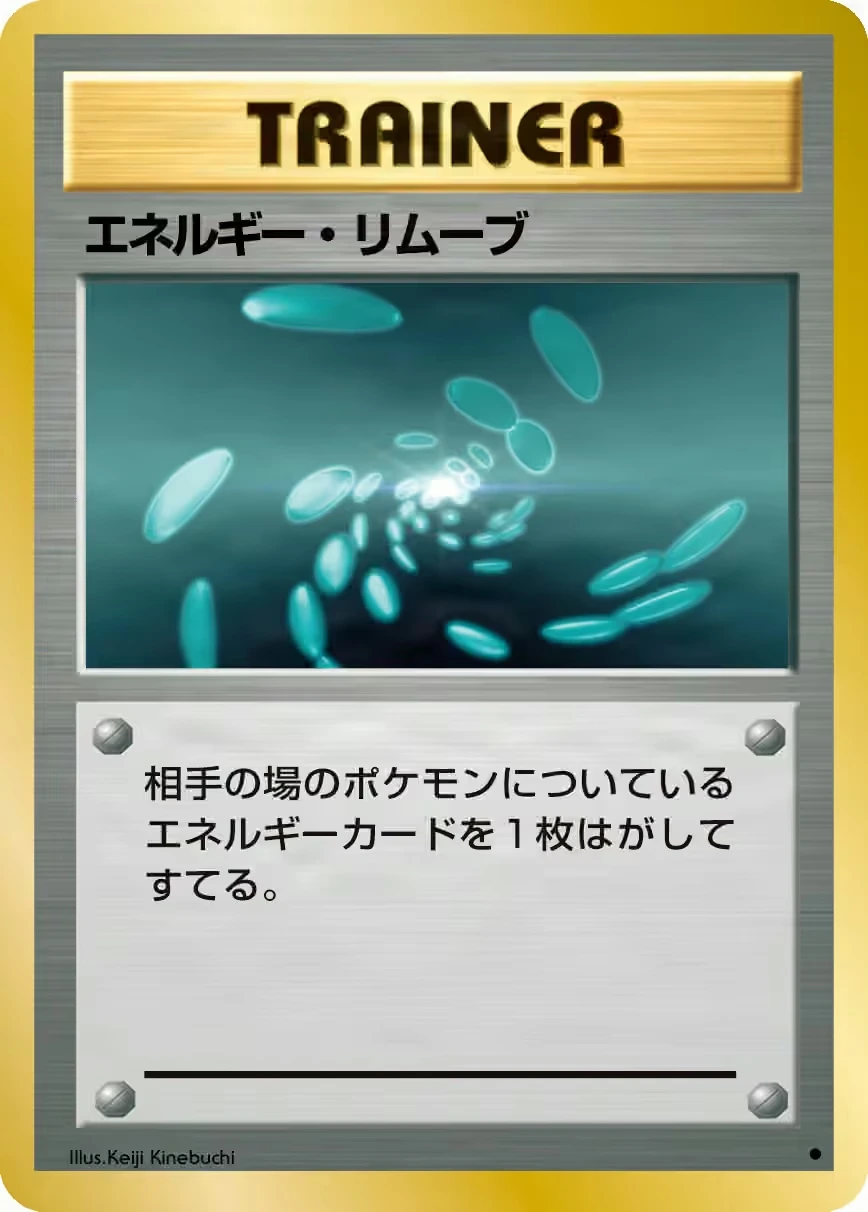 TRAINER
エネルギー・リムーブ
相手の場のポケモンについている
エネルギーカードを1枚はがして
すてる。
Illus.Keiji Kinebuchi